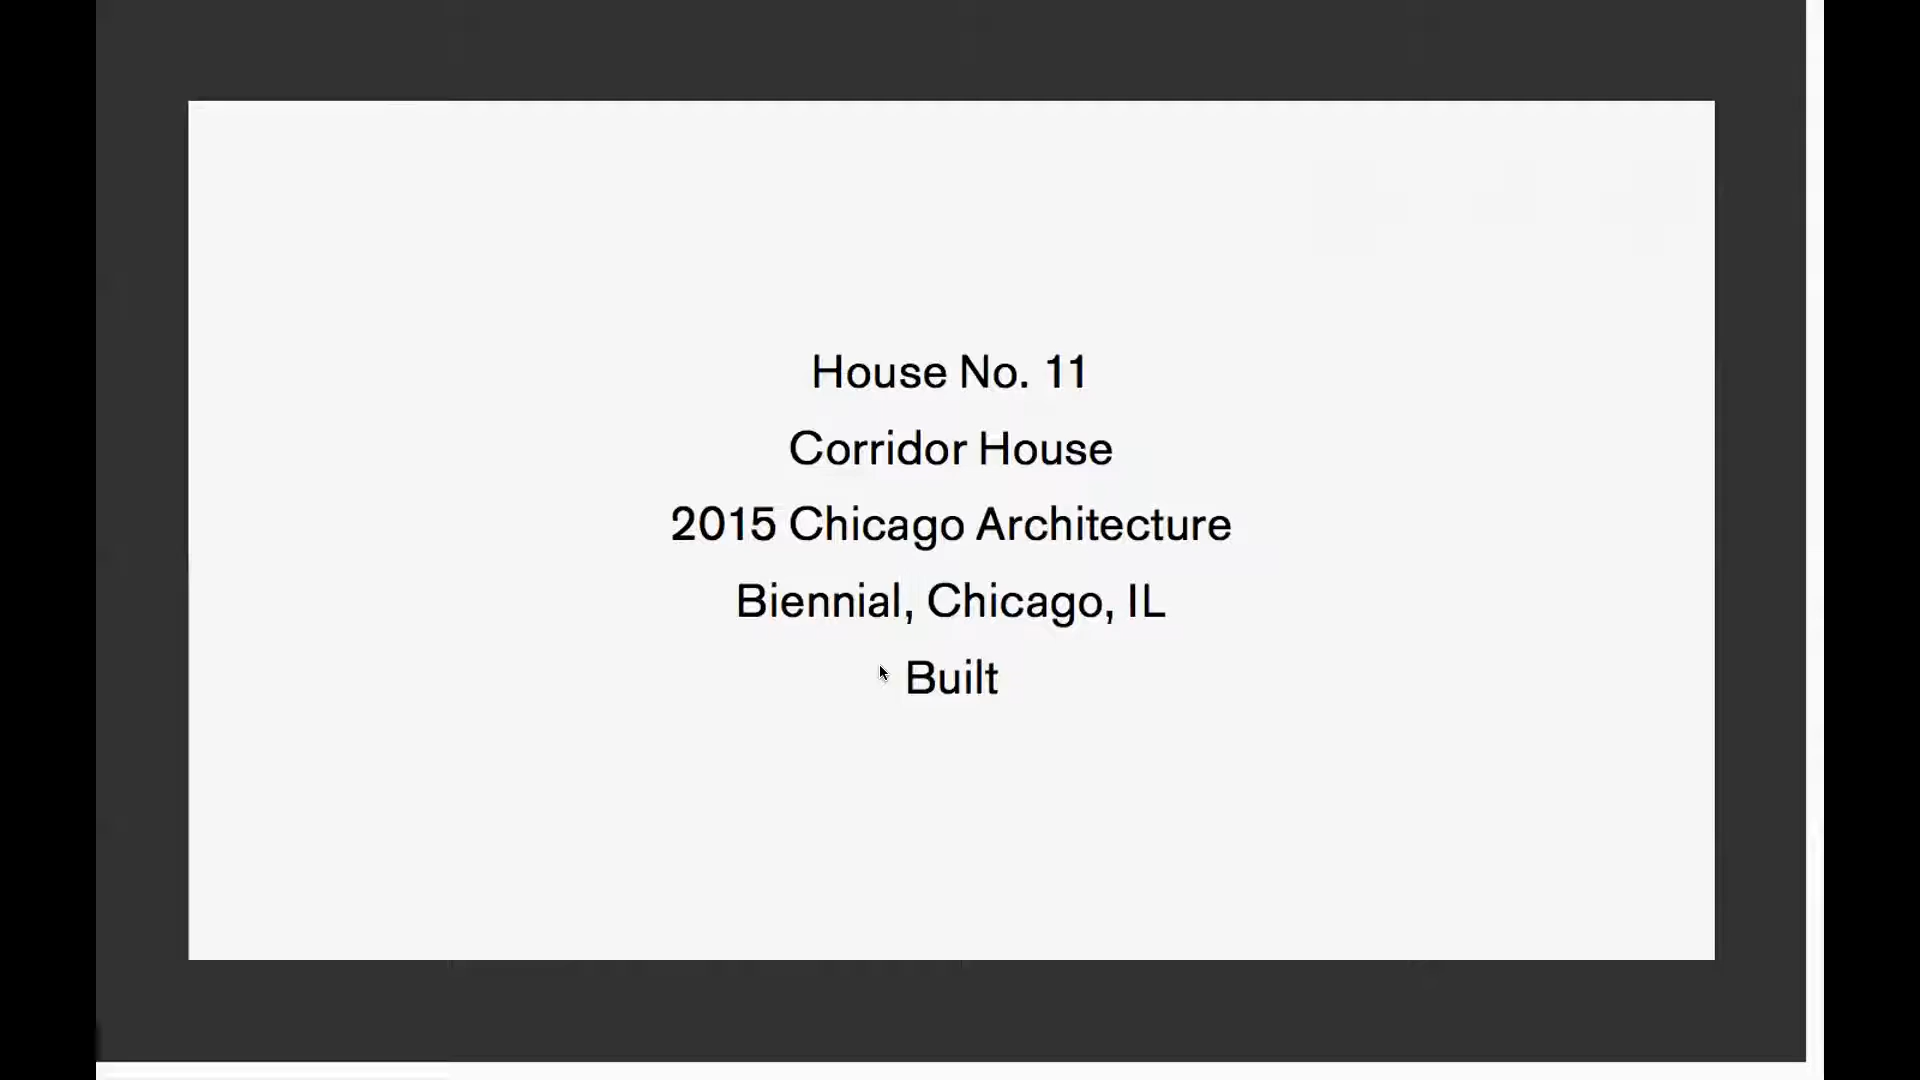 House No. 11
Corridor House
2015 Chicago Architecture
Biennial, Chicago, IL
Built